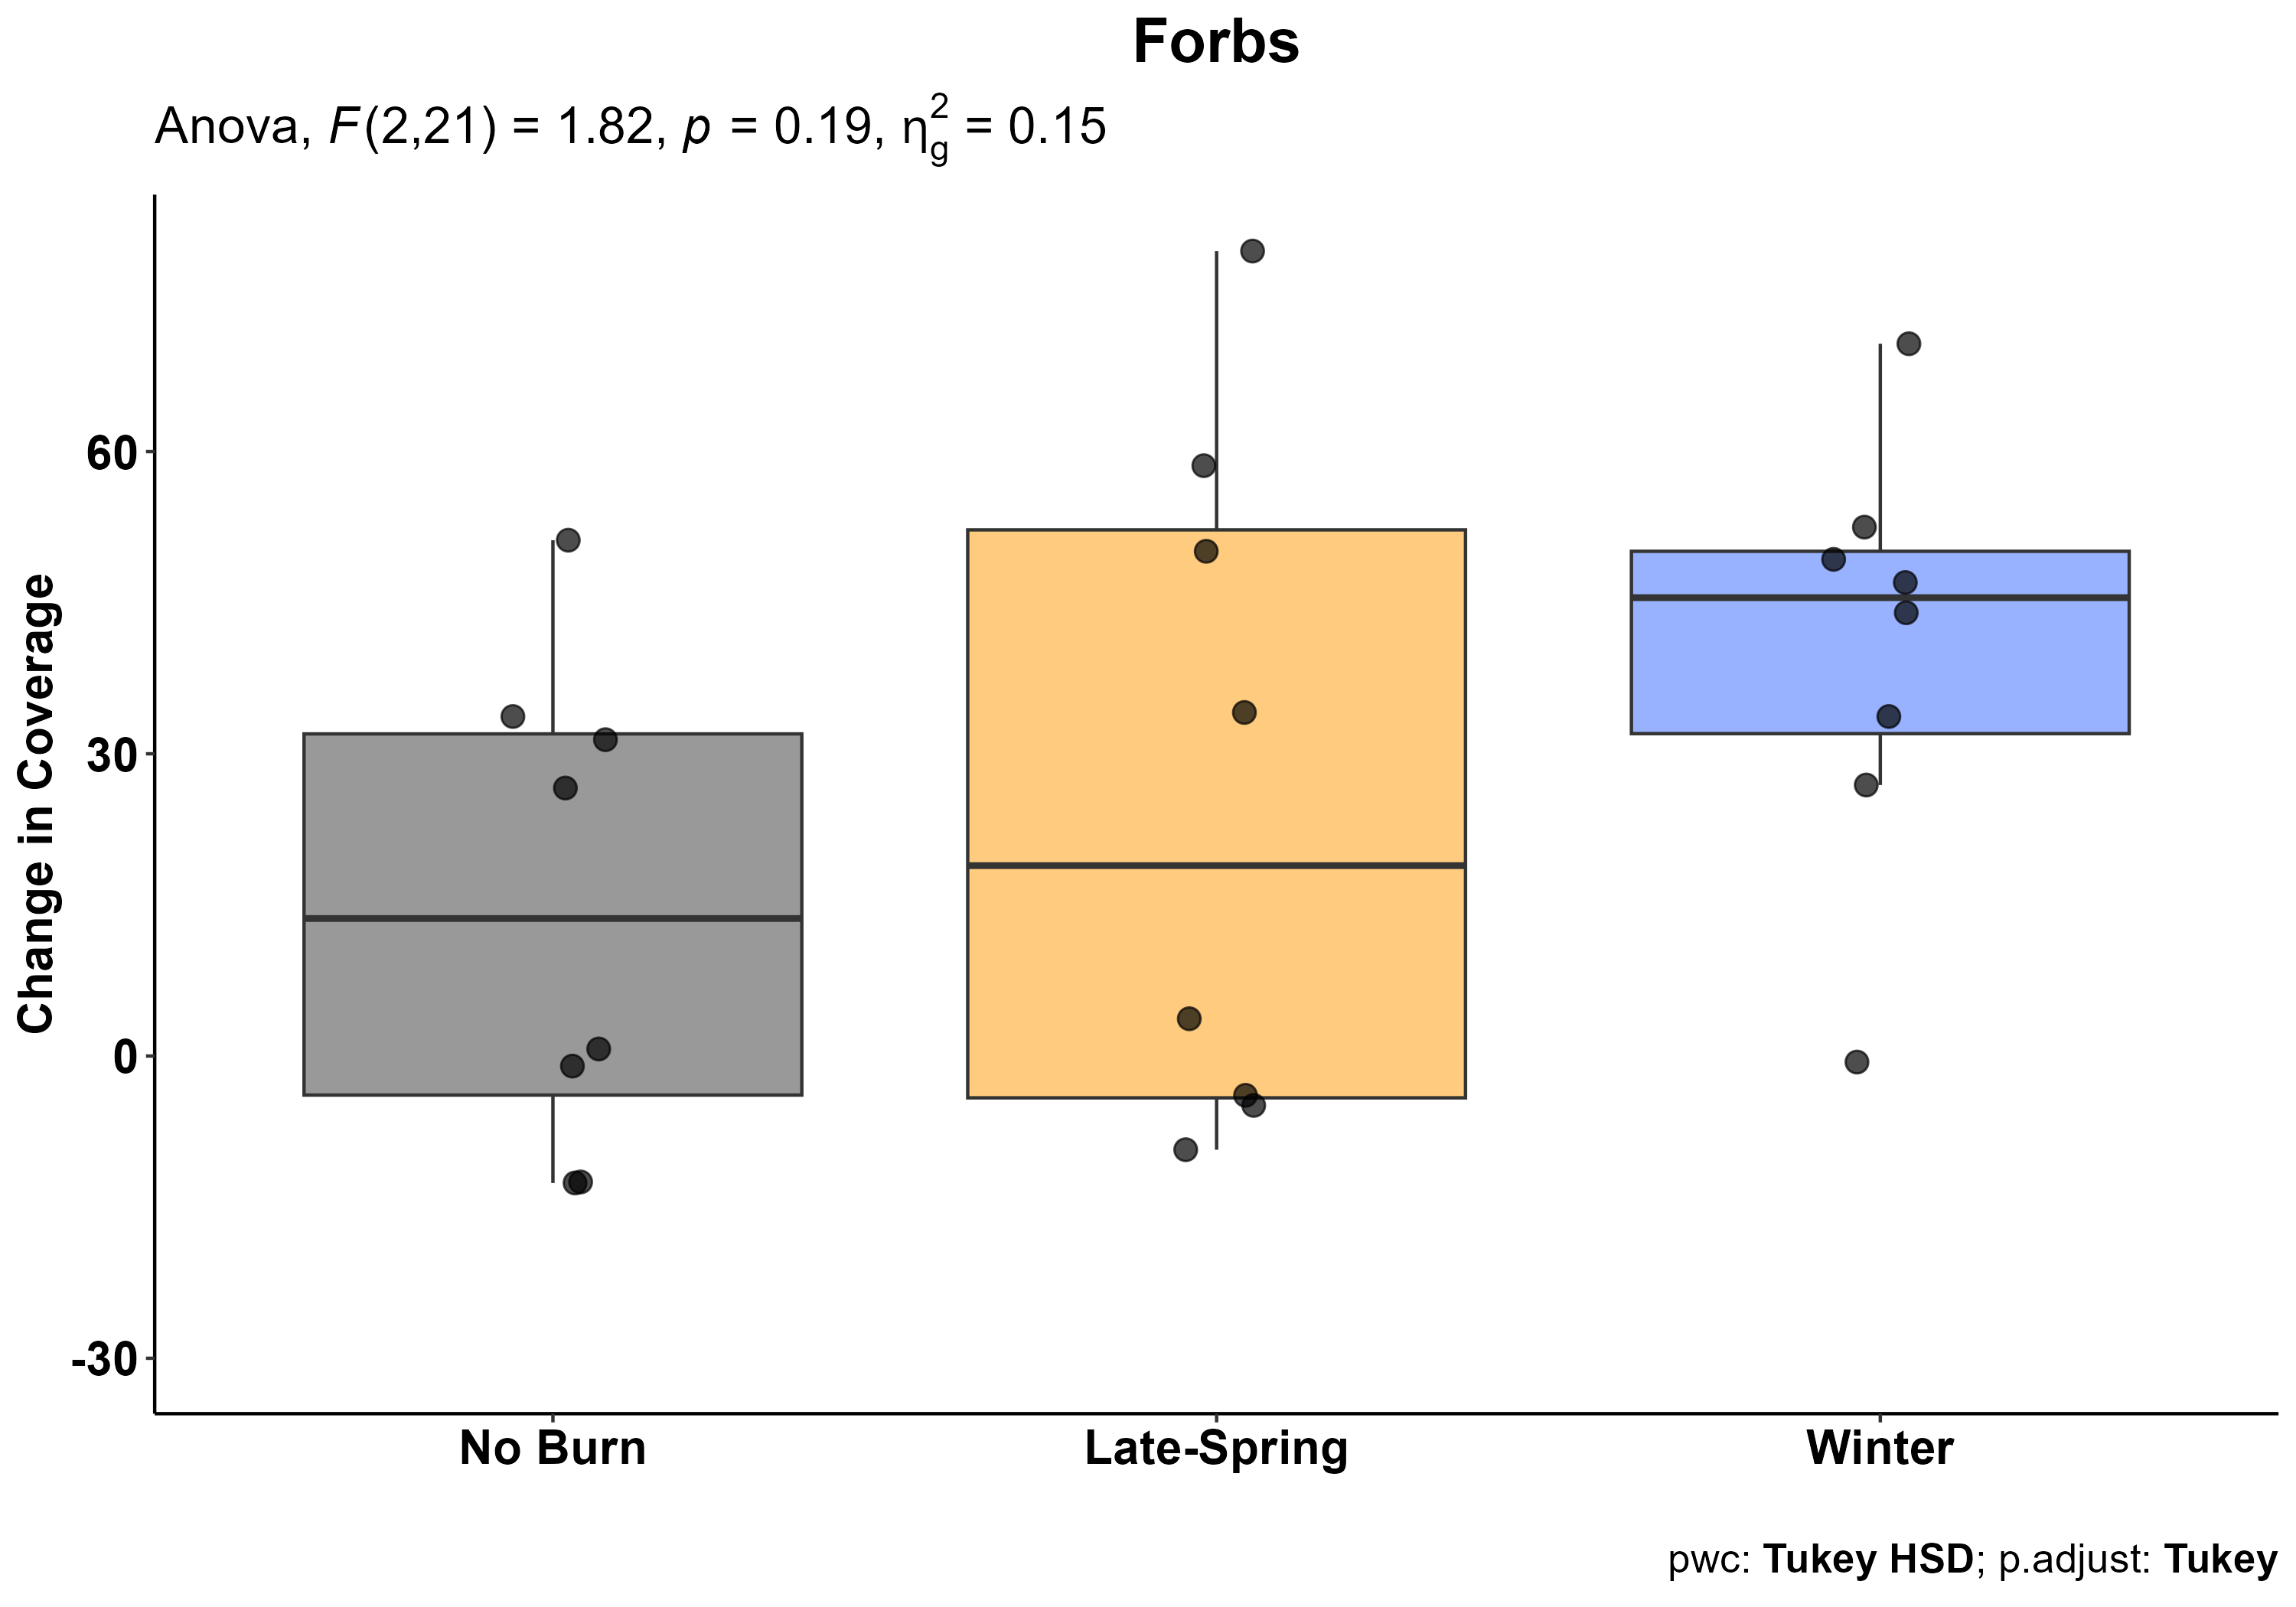 Forbs
Anova, F(2,21) = 1.82, p = 0.19, η²g = 0.15
Change in Coverage
60
30
0
-30
No Burn
Late-Spring
Winter
pwc: Tukey HSD; p.adjust: Tukey